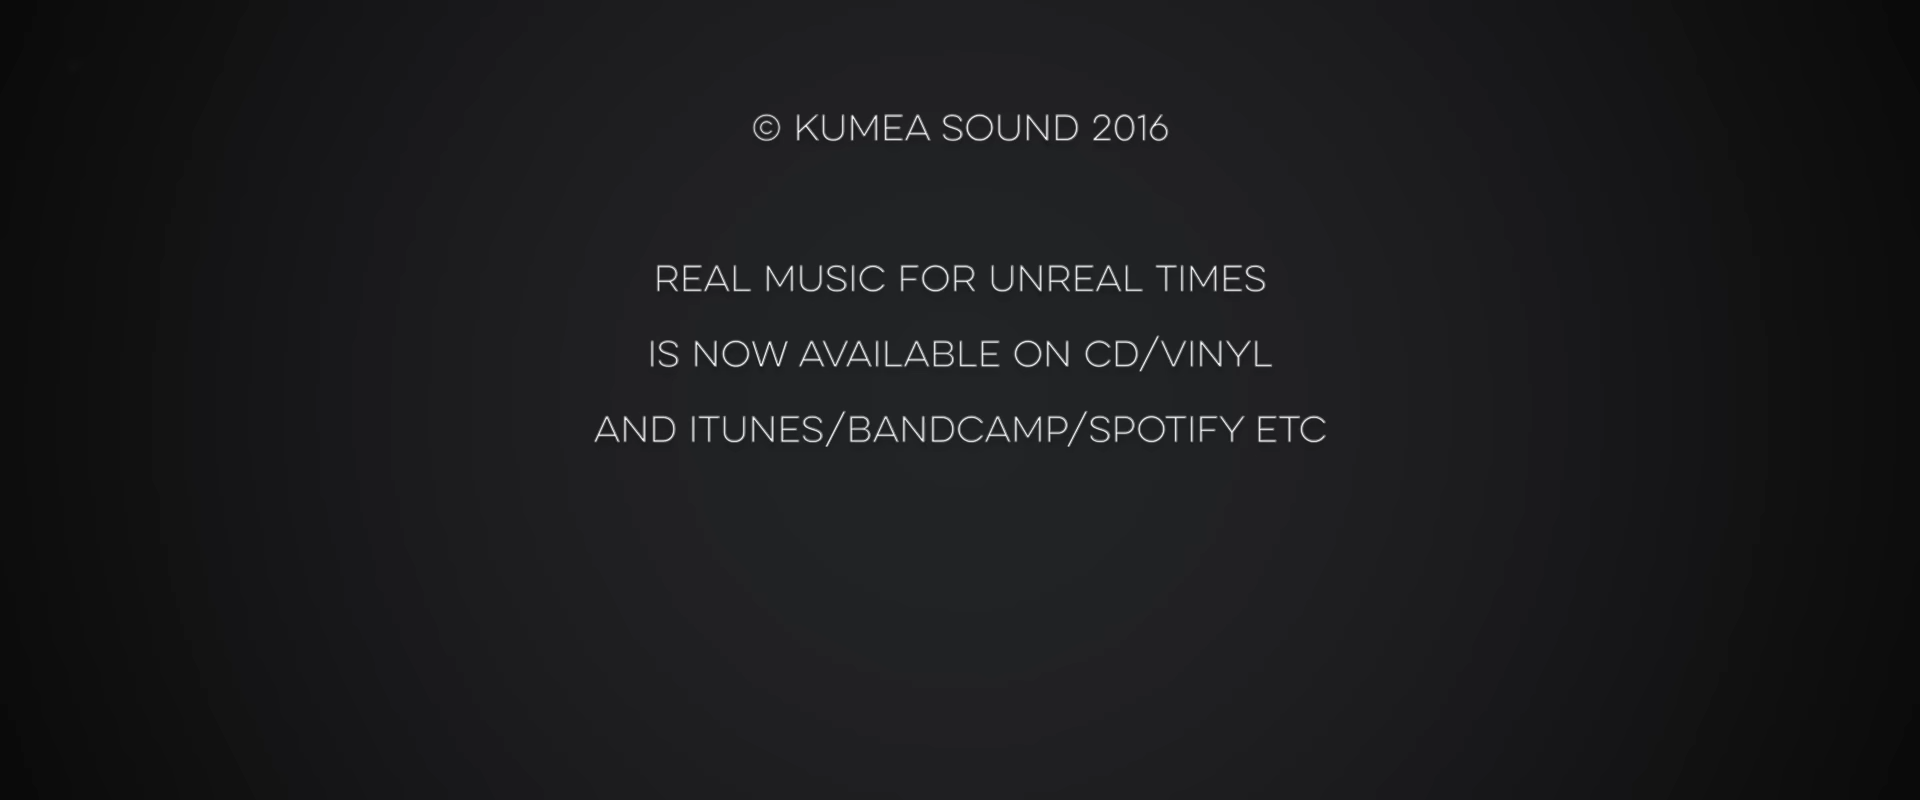 © KUMEA SOUND 2016
REAL MUSIC FOR UNREAL TIMES
IS NOW AVAILABLE ON CD/VINYL
AND ITUNES/BANDCAMP/SPOTIFY ETC